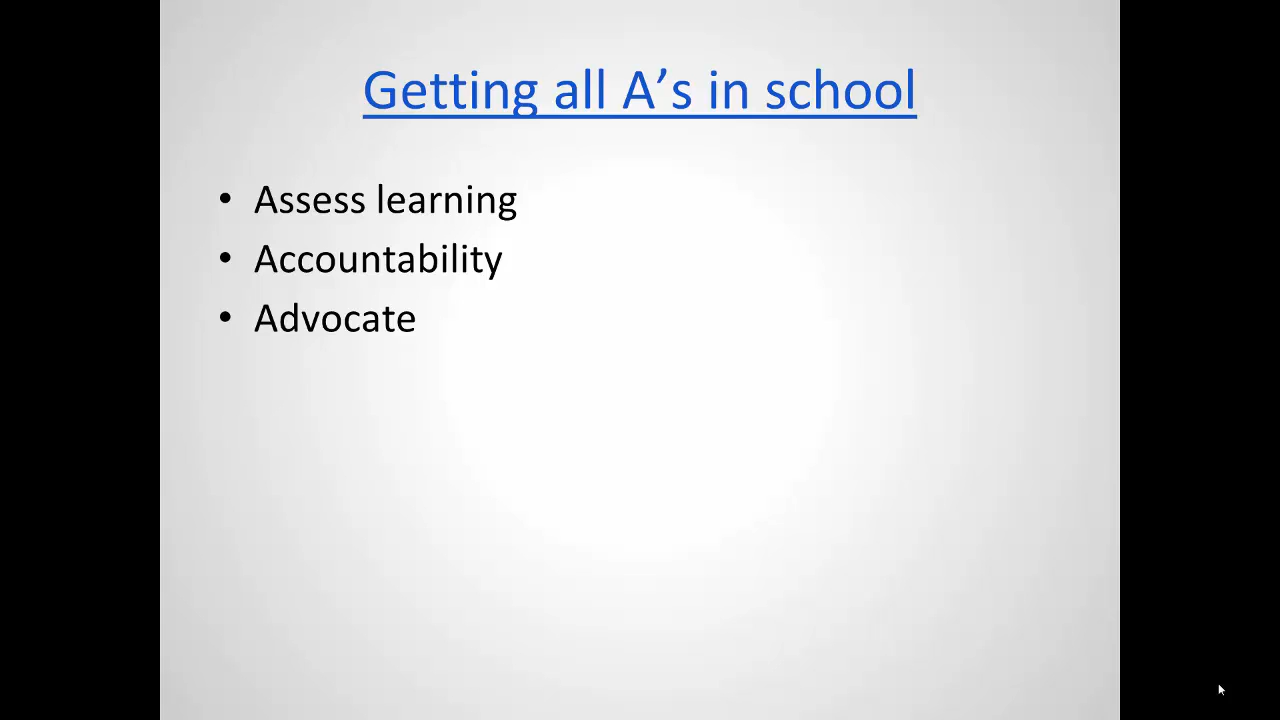 Getting all A’s in school
• Assess learning
• Accountability
• Advocate